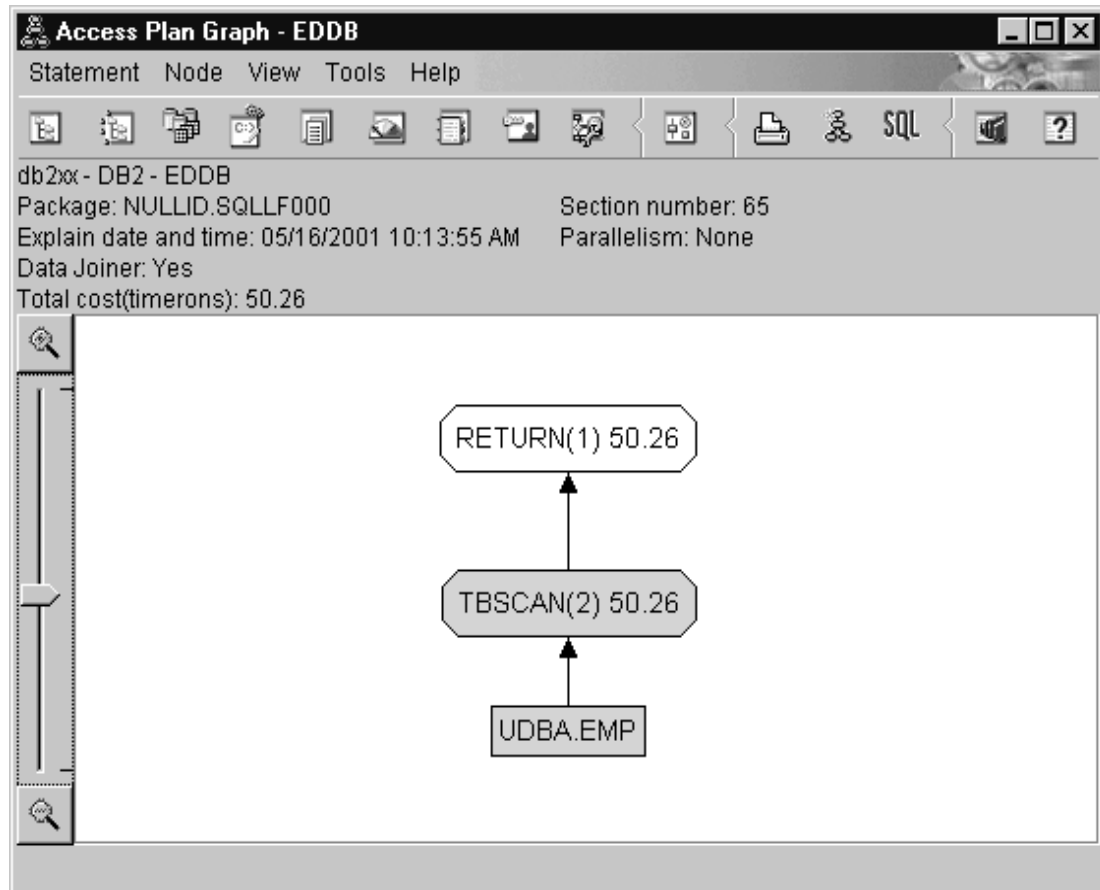 Access Plan Graph - EDDB
Statement Node View Tools Help
SQL ?
db2xx - DB2 - EDDB
Package: NULLID.SQLLF000 Section number: 65
Explain date and time: 05/16/2001 10:13:55 AM Parallelism: None
Data Joiner: Yes
Total cost(timerons): 50.26
RETURN(1) 50.26
TBSCAN(2) 50.26
UDBA.EMP